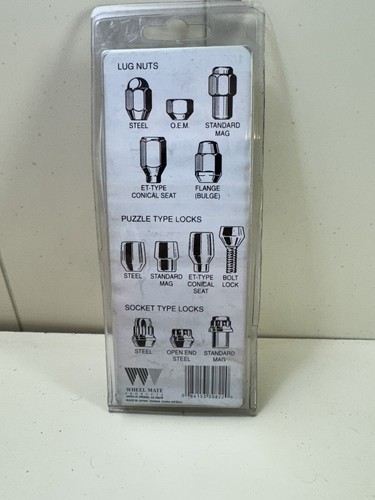 LUG NUTS
STEEL
O.E.M.
STANDARD
MAG
ET-TYPE
CONICAL SEAT
FLANGE
(BULGE)
PUZZLE TYPE LOCKS
STEEL
STANDARD
MAG
ET-TYPE
CONICAL
SEAT
BOLT
LOCK
SOCKET TYPE LOCKS
STEEL
OPEN END
STEEL
STANDARD
MAG
WHEEL MATE